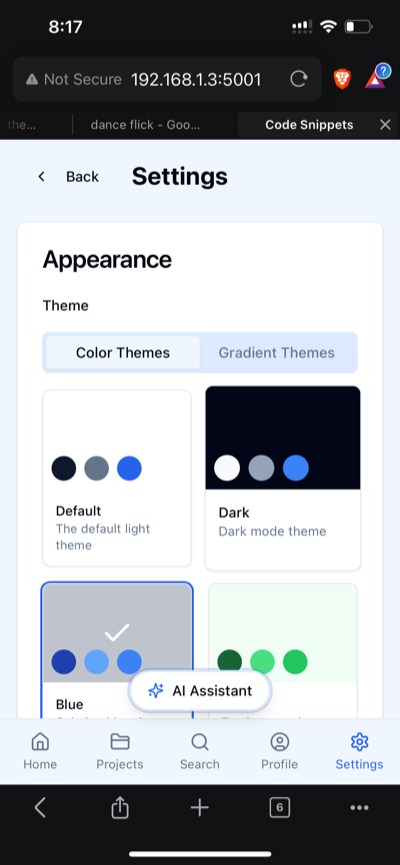 8:17
Not Secure 192.168.1.3:5001
?
the...
dance flick - Goo...
Code Snippets
Back
Settings
Appearance
Theme
Color Themes
Gradient Themes
Default
The default light
theme
Dark
Dark mode theme
Blue
AI Assistant
Home
Projects
Search
Profile
Settings
6